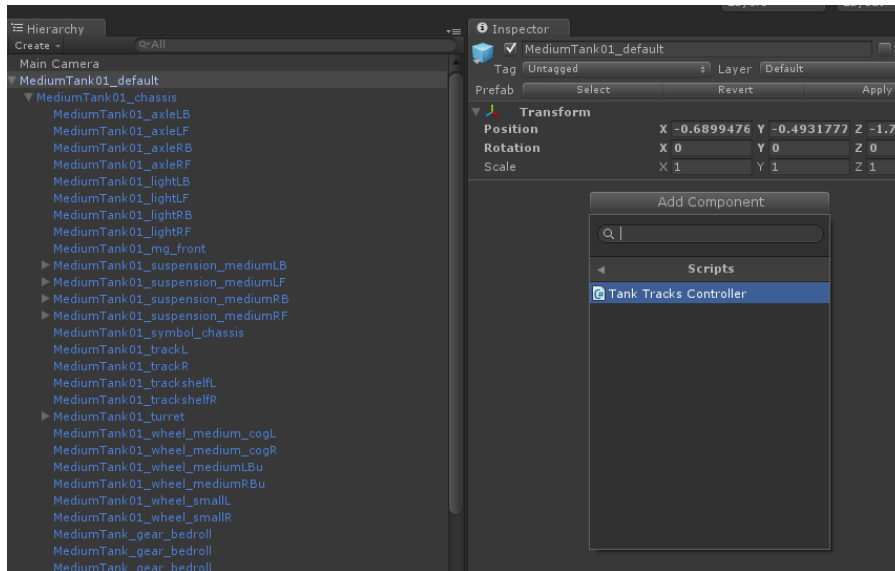 Hierarchy
Create
Q▾All
Main Camera
MediumTank01_default
MediumTank01_chassis
MediumTank01_axleLB
MediumTank01_axleLF
MediumTank01_axleRB
MediumTank01_axleRF
MediumTank01_lightLB
MediumTank01_lightLF
MediumTank01_lightRB
MediumTank01_lightRF
MediumTank01_mg_front
MediumTank01_suspension_mediumLB
MediumTank01_suspension_mediumLF
MediumTank01_suspension_mediumRB
MediumTank01_suspension_mediumRF
MediumTank01_symbol_chassis
MediumTank01_trackL
MediumTank01_trackR
MediumTank01_trackshelfL
MediumTank01_trackshelfR
MediumTank01_turret
MediumTank01_wheel_medium_cogL
MediumTank01_wheel_medium_cogR
MediumTank01_wheel_mediumLBu
MediumTank01_wheel_mediumRBu
MediumTank01_wheel_smallL
MediumTank01_wheel_smallR
MediumTank_gear_bedroll
MediumTank_gear_bedroll
MediumTank_gear_bedroll
Inspector
MediumTank01_default
Tag Untagged Layer Default
Prefab Select Revert Apply
Transform
Position X -0.6899476 Y -0.4931777 Z -1.7
Rotation X 0 Y 0 Z 0
Scale X 1 Y 1 Z 1
Add Component
Scripts
Tank Tracks Controller